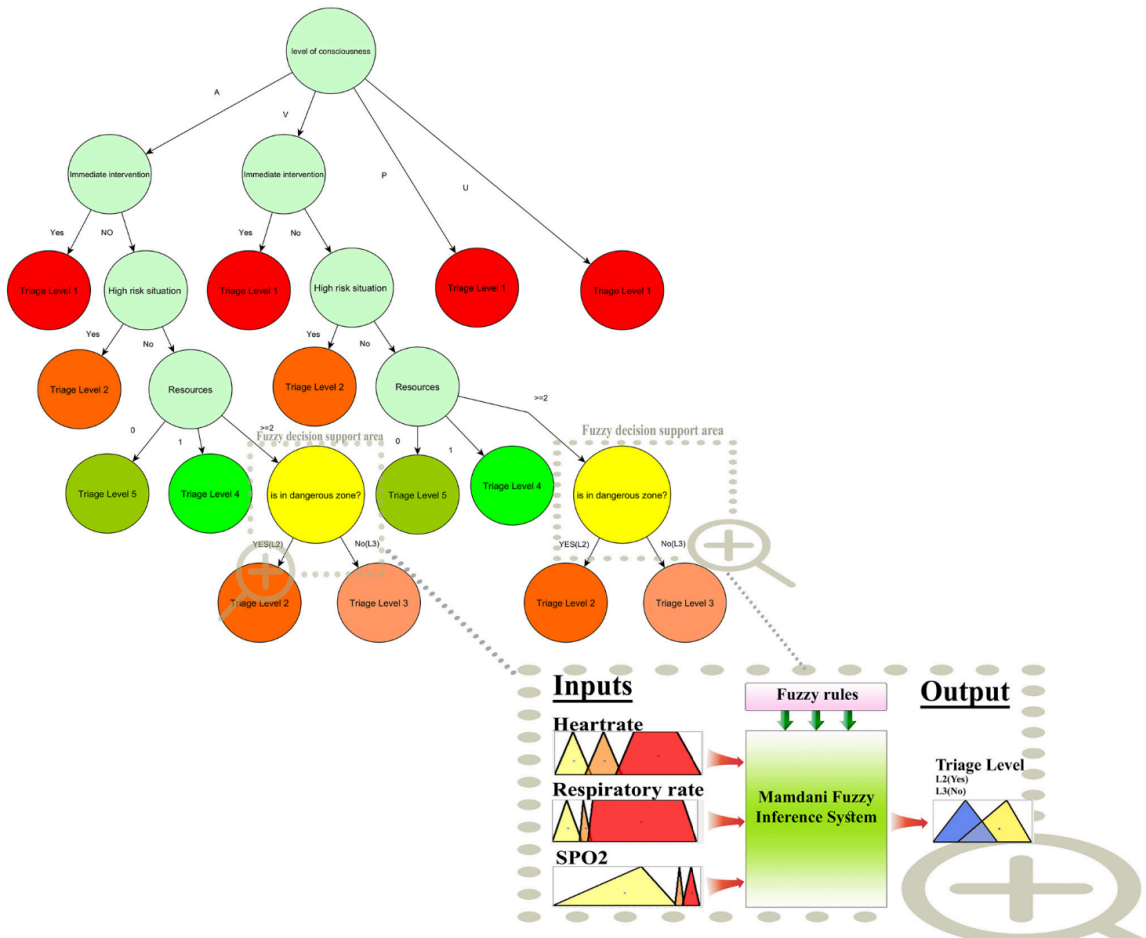 level of consciousness
A
V
P
U
Immediate intervention
Immediate intervention
Yes
NO
Yes
No
Triage Level 1
High risk situation
Triage Level 1
High risk situation
Triage Level 1
Triage Level 1
Yes
No
Yes
No
Triage Level 2
Resources
Triage Level 2
Resources
0
1
>=2
0
1
>=2
Fuzzy decision support area
Fuzzy decision support area
Triage Level 5
Triage Level 4
is in dangerous zone?
Triage Level 5
Triage Level 4
is in dangerous zone?
YES(L2)
No(L3)
YES(L2)
No(L3)
Triage Level 2
Triage Level 3
Triage Level 2
Triage Level 3
Inputs
Fuzzy rules
Output
Heartrate
Respiratory rate
SPO2
Mamdani Fuzzy
Inference System
Triage Level
L2(Yes)
L3(No)